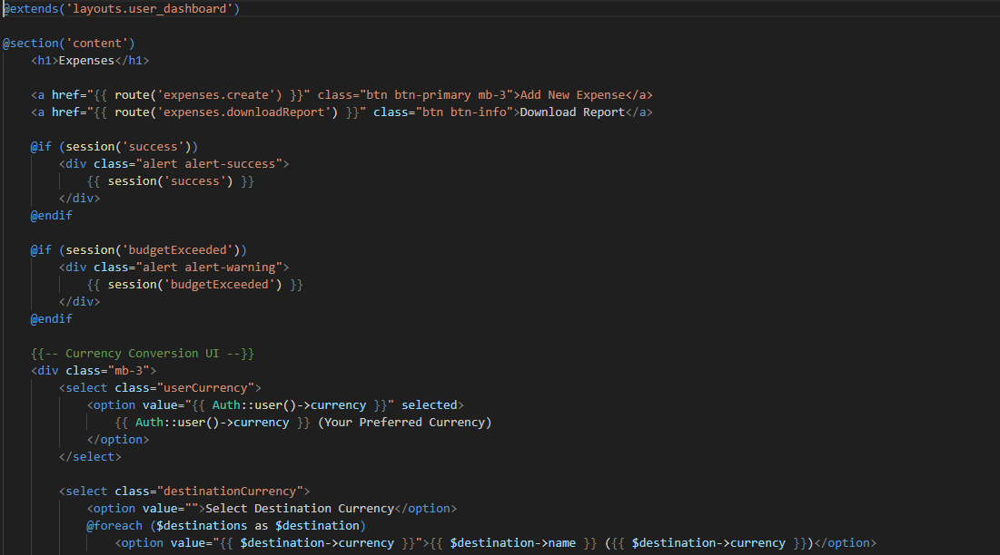 @extends('layouts.user_dashboard')
@section('content')
<h1>Expenses</h1>
<a href="{{ route('expenses.create') }}" class="btn btn-primary mb-3">Add New Expense</a>
<a href="{{ route('expenses.downloadReport') }}" class="btn btn-info">Download Report</a>
@if (session('success'))
<div class="alert alert-success">
{{ session('success') }}
</div>
@endif
@if (session('budgetExceeded'))
<div class="alert alert-warning">
{{ session('budgetExceeded') }}
</div>
@endif
{{-- Currency Conversion UI --}}
<div class="mb-3">
<select class="userCurrency">
<option value="{{ Auth::user()->currency }}" selected>
{{ Auth::user()->currency }} (Your Preferred Currency)
</option>
</select>
<select class="destinationCurrency">
<option value="">Select Destination Currency</option>
@foreach ($destinations as $destination)
<option value="{{ $destination->currency }}">{{ $destination->name }} ({{ $destination->currency }})</option>